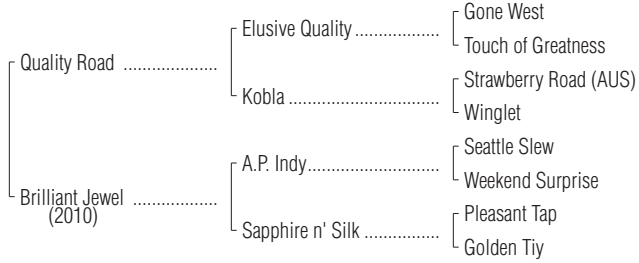 Gone West
Elusive Quality ...................
Touch of Greatness
Quality Road .....................
Strawberry Road (AUS)
Kobla ..................................
Winglet
Seattle Slew
A.P. Indy..............................
Weekend Surprise
Brilliant Jewel ...................
(2010)
Pleasant Tap
Sapphire n' Silk .................
Golden Tiy